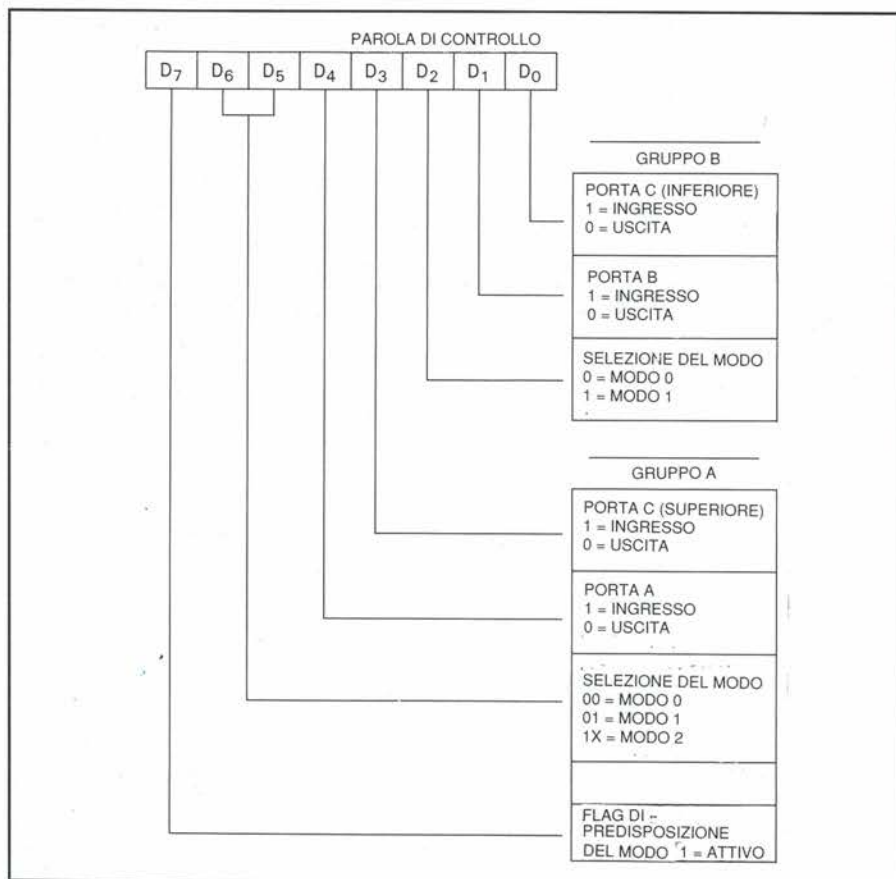 PAROLA DI CONTROLLO
D7 D6 D5 D4 D3 D2 D1 D0
GRUPPO B
PORTA C (INFERIORE)
1 = INGRESSO
0 = USCITA
PORTA B
1 = INGRESSO
0 = USCITA
SELEZIONE DEL MODO
0 = MODO 0
1 = MODO 1
GRUPPO A
PORTA C (SUPERIORE)
1 = INGRESSO
0 = USCITA
PORTA A
1 = INGRESSO
0 = USCITA
SELEZIONE DEL MODO
00 = MODO 0
01 = MODO 1
1X = MODO 2
FLAG DI -
PREDISPOSIZIONE
DEL MODO 1 = ATTIVO